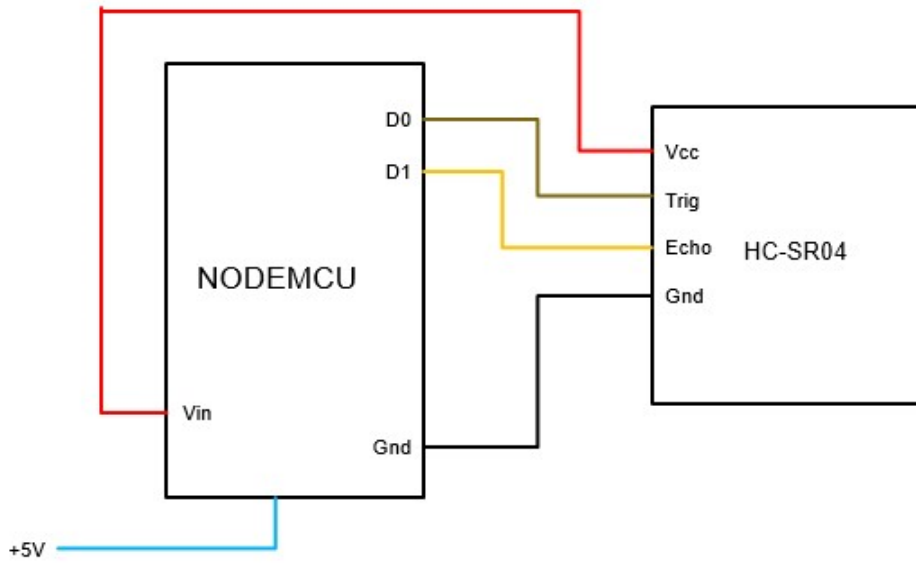 D0
D1
NODEMCU
Vin
Gnd
+5V
Vcc
Trig
Echo
HC-SR04
Gnd